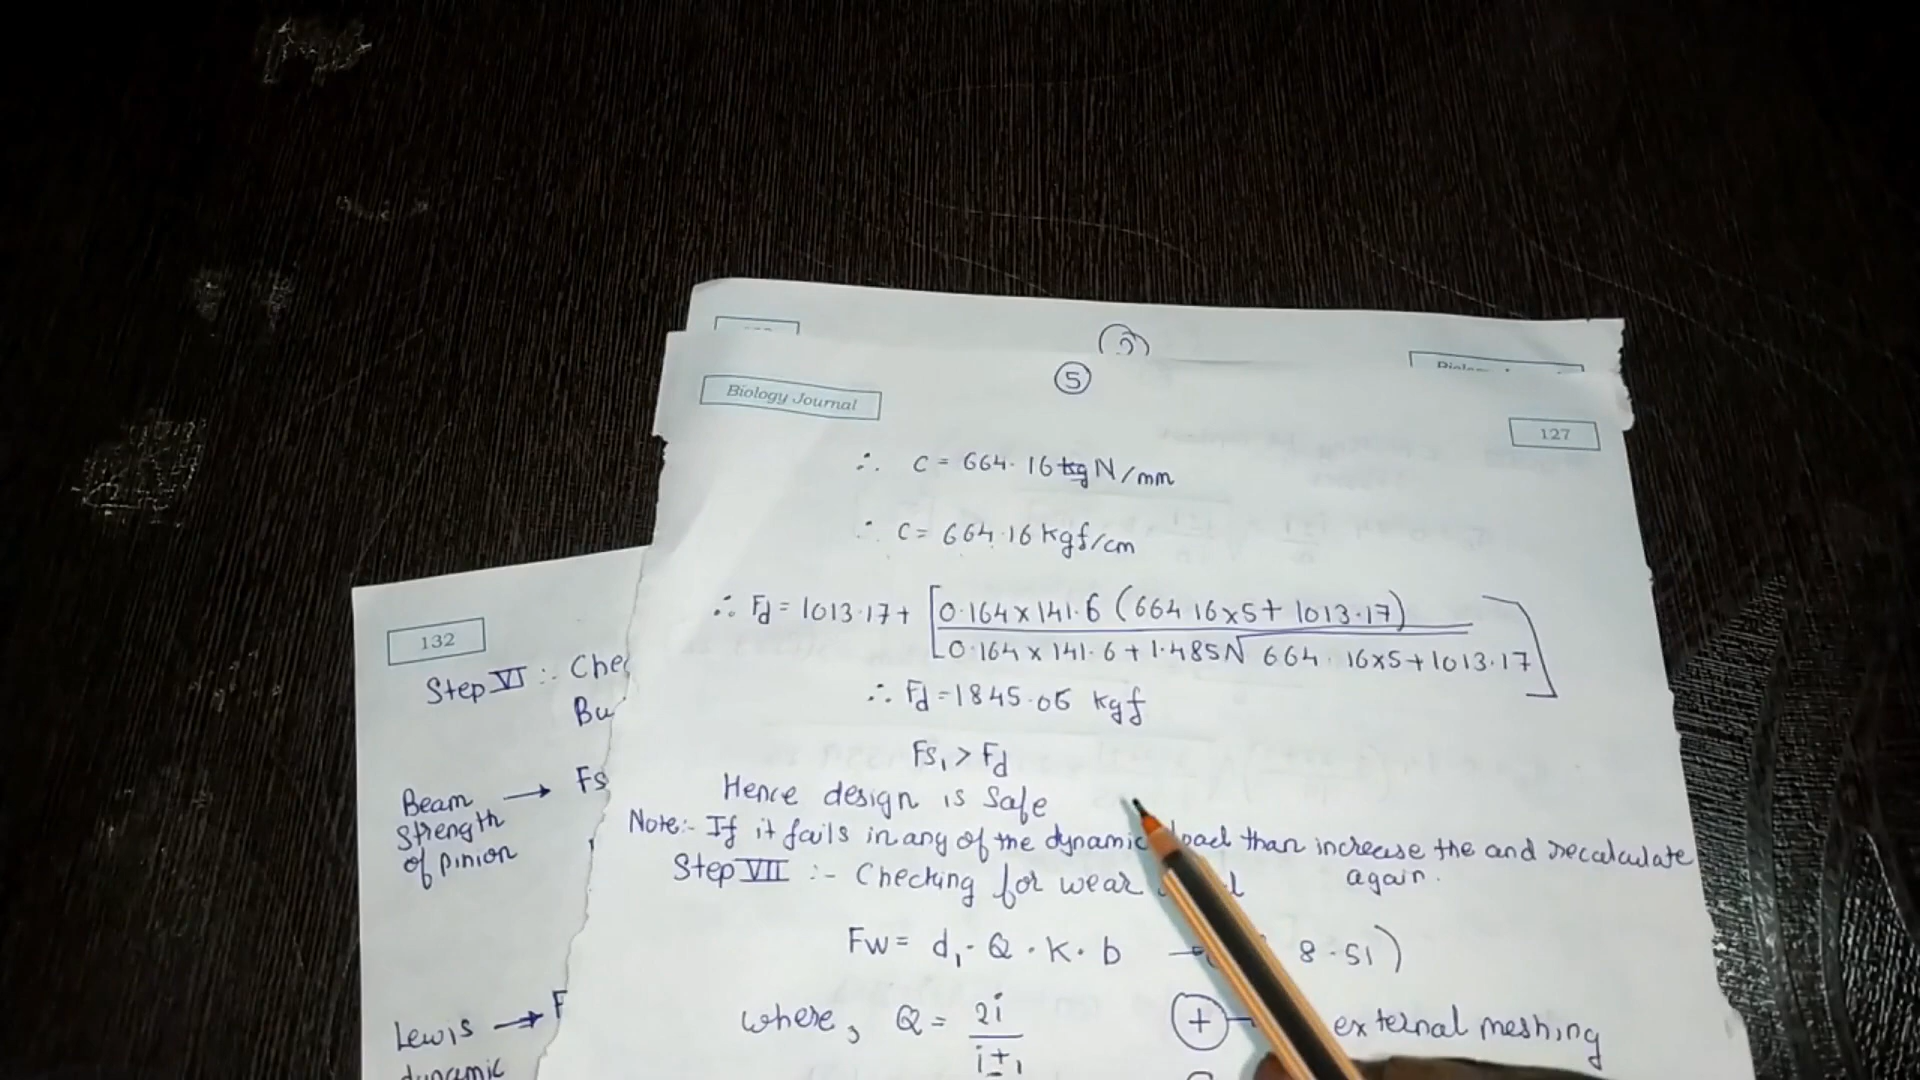 5
Biology Journal
127
∴ C = 664.16 kg N/mm
∴ C = 664.16 kgf/cm
∴ Fd = 1013.17 + [0.164 x 141.6 (664.16x5 + 1013.17)
0.164 x 141.6 + 1.485√664.16x5 + 1013.17]
∴ Fd = 1845.05 kgf
Fs₁ > Fd
Hence design is safe
Note:- If it fails in any of the dynamic than increase the and recalculate
again.
Step VII :- Checking for wear
Fw = d₁ . Q . K . b → 8.51)
where, Q = 2i
i ± 1
+ → external meshing
132
Step VI :-
Beam → Fs
Strength
of pinion
Lewis → F
dynamic